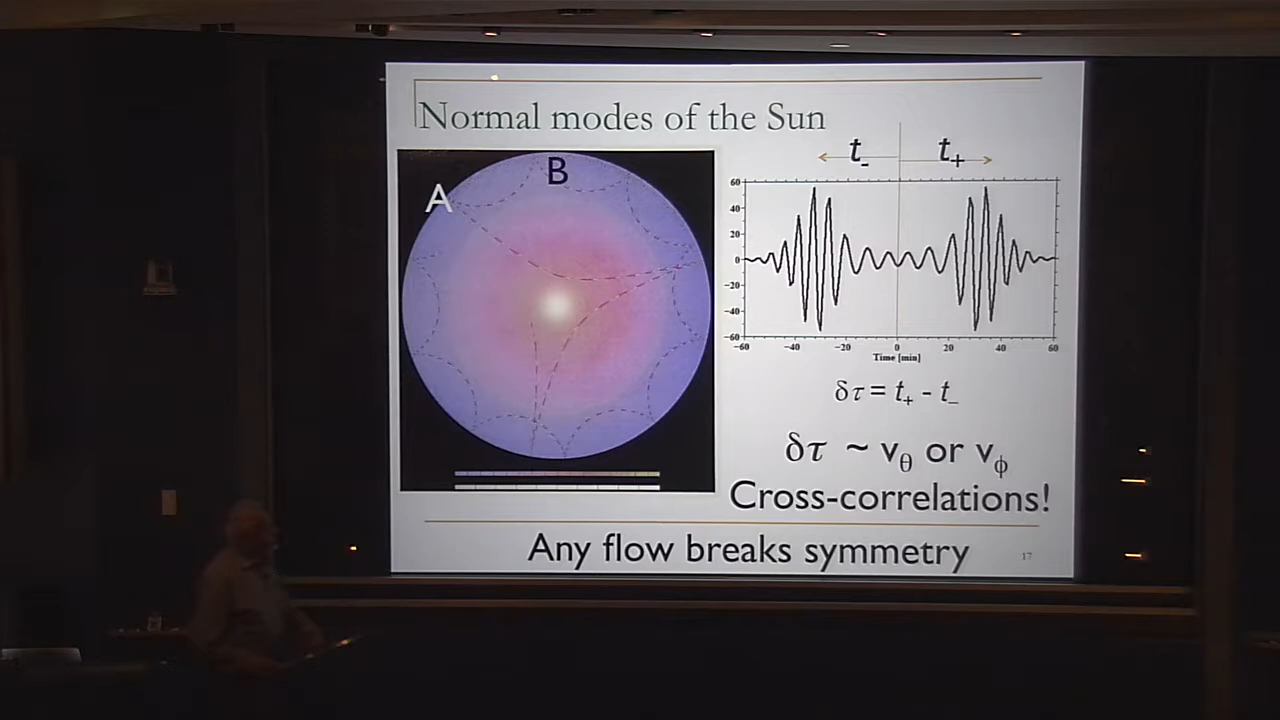 Normal modes of the Sun
A
B
t- t+
60
40
20
0
−20
−40
−60
−60 −40 −20 0 20 40 60
Time [min]
δτ = t+ - t−
δτ ~ vθ or vϕ
Cross-correlations!
Any flow breaks symmetry
17